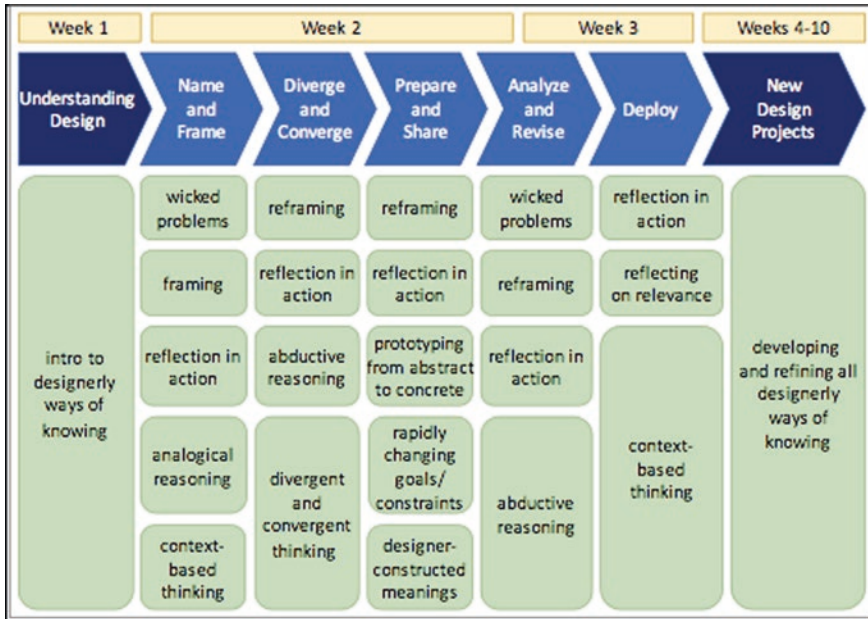 Week 1
Week 2
Week 3
Weeks 4-10
Understanding
Design
Name
and
Frame
Diverge
and
Converge
Prepare
and
Share
Analyze
and
Revise
Deploy
New
Design
Projects
intro to
designerly
ways of
knowing
wicked
problems
framing
reflection in
action
analogical
reasoning
context-
based
thinking
reframing
reflection in
action
abductive
reasoning
divergent
and
convergent
thinking
reframing
reflection in
action
prototyping
from abstract
to concrete
rapidly
changing
goals/
constraints
designer-
constructed
meanings
wicked
problems
reframing
reflection in
action
abductive
reasoning
reflection in
action
reflecting
on relevance
context-
based
thinking
developing
and refining all
designerly
ways of
knowing